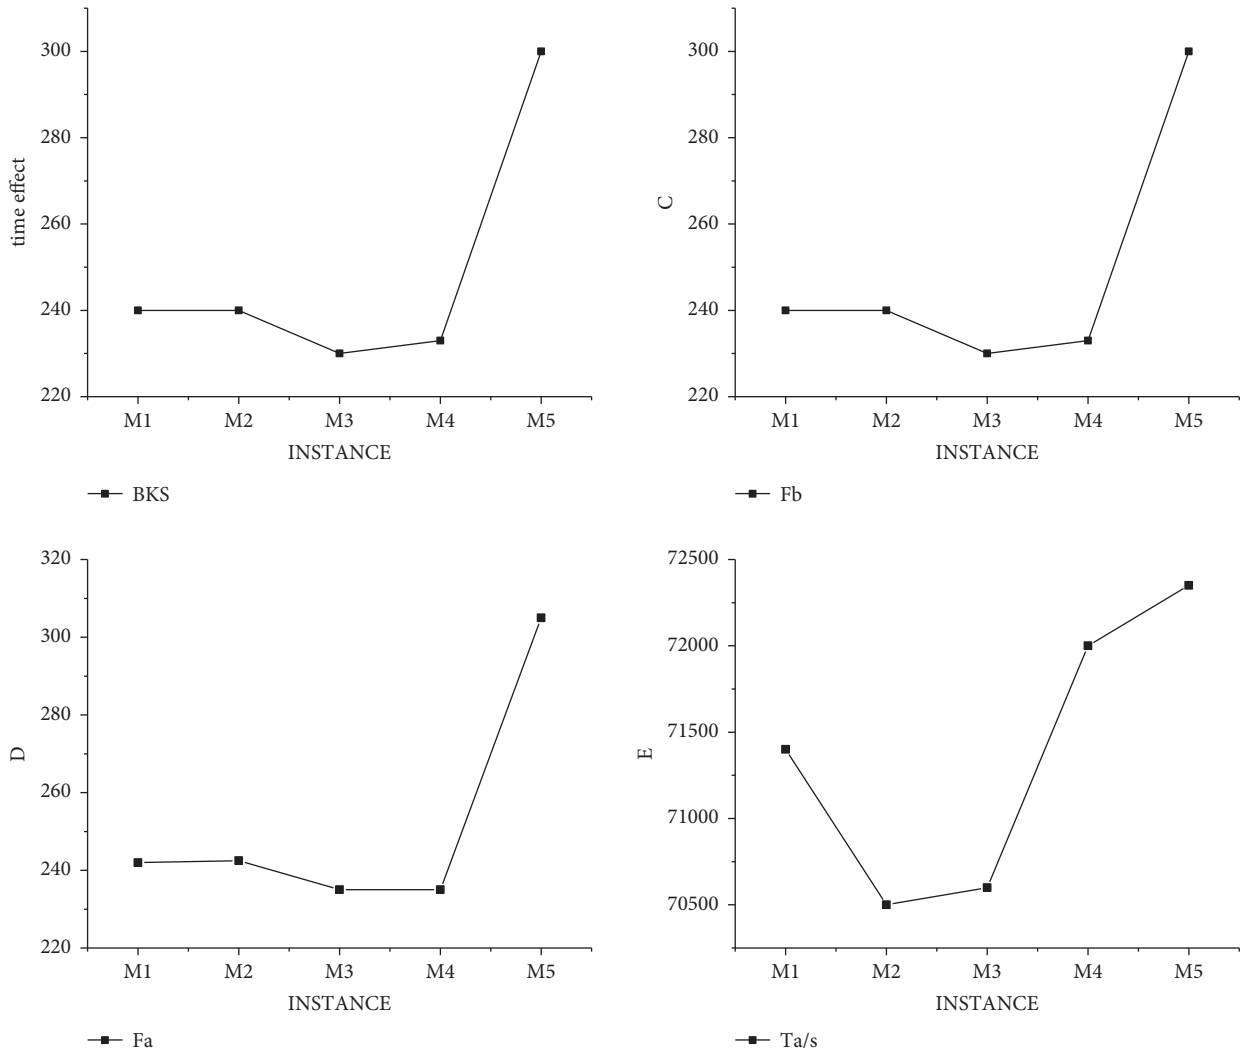 time effect
300
280
260
240
220
M1 M2 M3 M4 M5
INSTANCE
BKS
C
300
280
260
240
220
M1 M2 M3 M4 M5
INSTANCE
Fb
D
320
300
280
260
240
220
M1 M2 M3 M4 M5
INSTANCE
Fa
E
72500
72000
71500
71000
70500
M1 M2 M3 M4 M5
INSTANCE
Ta/s